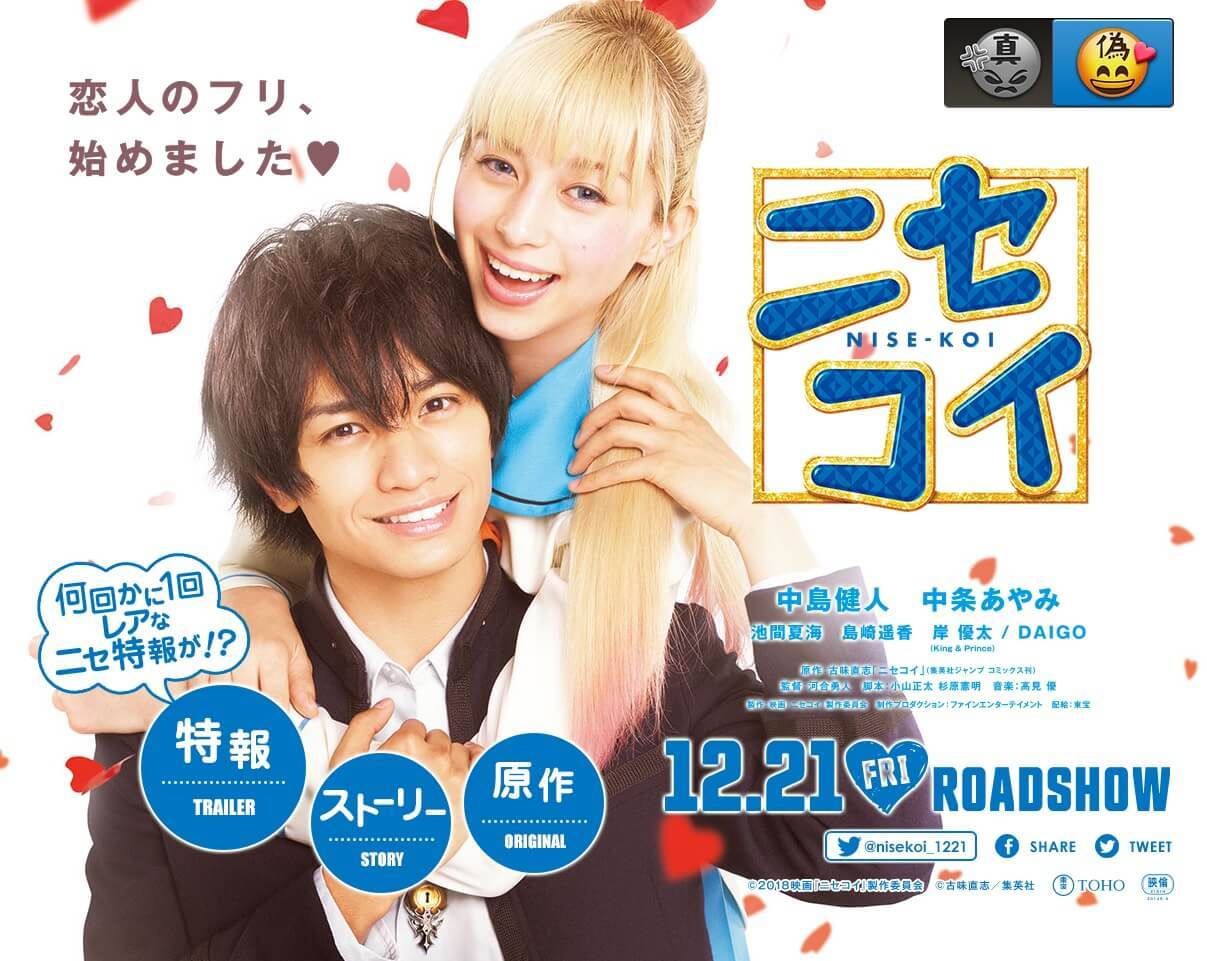 恋人のフリ、
始めました♥
真
偽
ニセ
NISE-KOI
コイ
何回かに1回
レアな
ニセ特報が!?
特報
TRAILER
ストーリー
STORY
原作
ORIGINAL
中島健人　中条あやみ
池間夏海　島崎遥香　岸 優太 / DAIGO
(King & Prince)
原作 古味直志『ニセコイ』(集英社ジャンプ コミックス刊)
監督 河合勇人　脚本:小山正太 杉原憲明　音楽:高見 優
製作 映画『ニセコイ』製作委員会　制作プロダクション:ファインエンターテイメント　配給:東宝
12.21 FRI ROADSHOW
@nisekoi_1221 SHARE TWEET
©2018映画『ニセコイ』製作委員会　©古味直志／集英社 TOHO 映倫